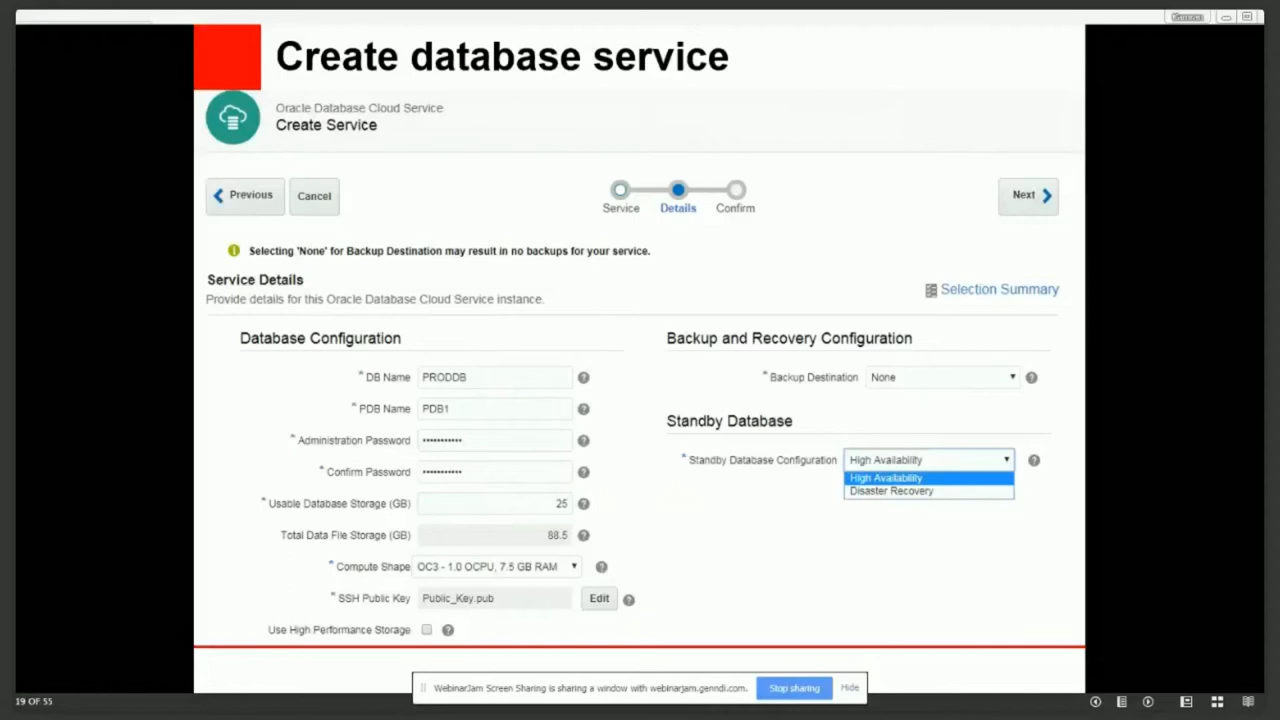 Create database service
Oracle Database Cloud Service
Create Service
Previous
Cancel
Service
Details
Confirm
Next
Selecting 'None' for Backup Destination may result in no backups for your service.
Service Details
Provide details for this Oracle Database Cloud Service instance.
Selection Summary
Database Configuration
* DB Name PRODDB
* PDB Name PDB1
* Administration Password •••••••••••
* Confirm Password •••••••••••
* Usable Database Storage (GB) 25
Total Data File Storage (GB) 88.5
* Compute Shape OC3 - 1.0 OCPU, 7.5 GB RAM
* SSH Public Key Public_Key.pub Edit
Use High Performance Storage
Backup and Recovery Configuration
* Backup Destination None
Standby Database
* Standby Database Configuration High Availability
High Availability
Disaster Recovery
WebinarJam Screen Sharing is sharing a window with webinarjam.genndi.com. Stop sharing Hide
19 OF 55